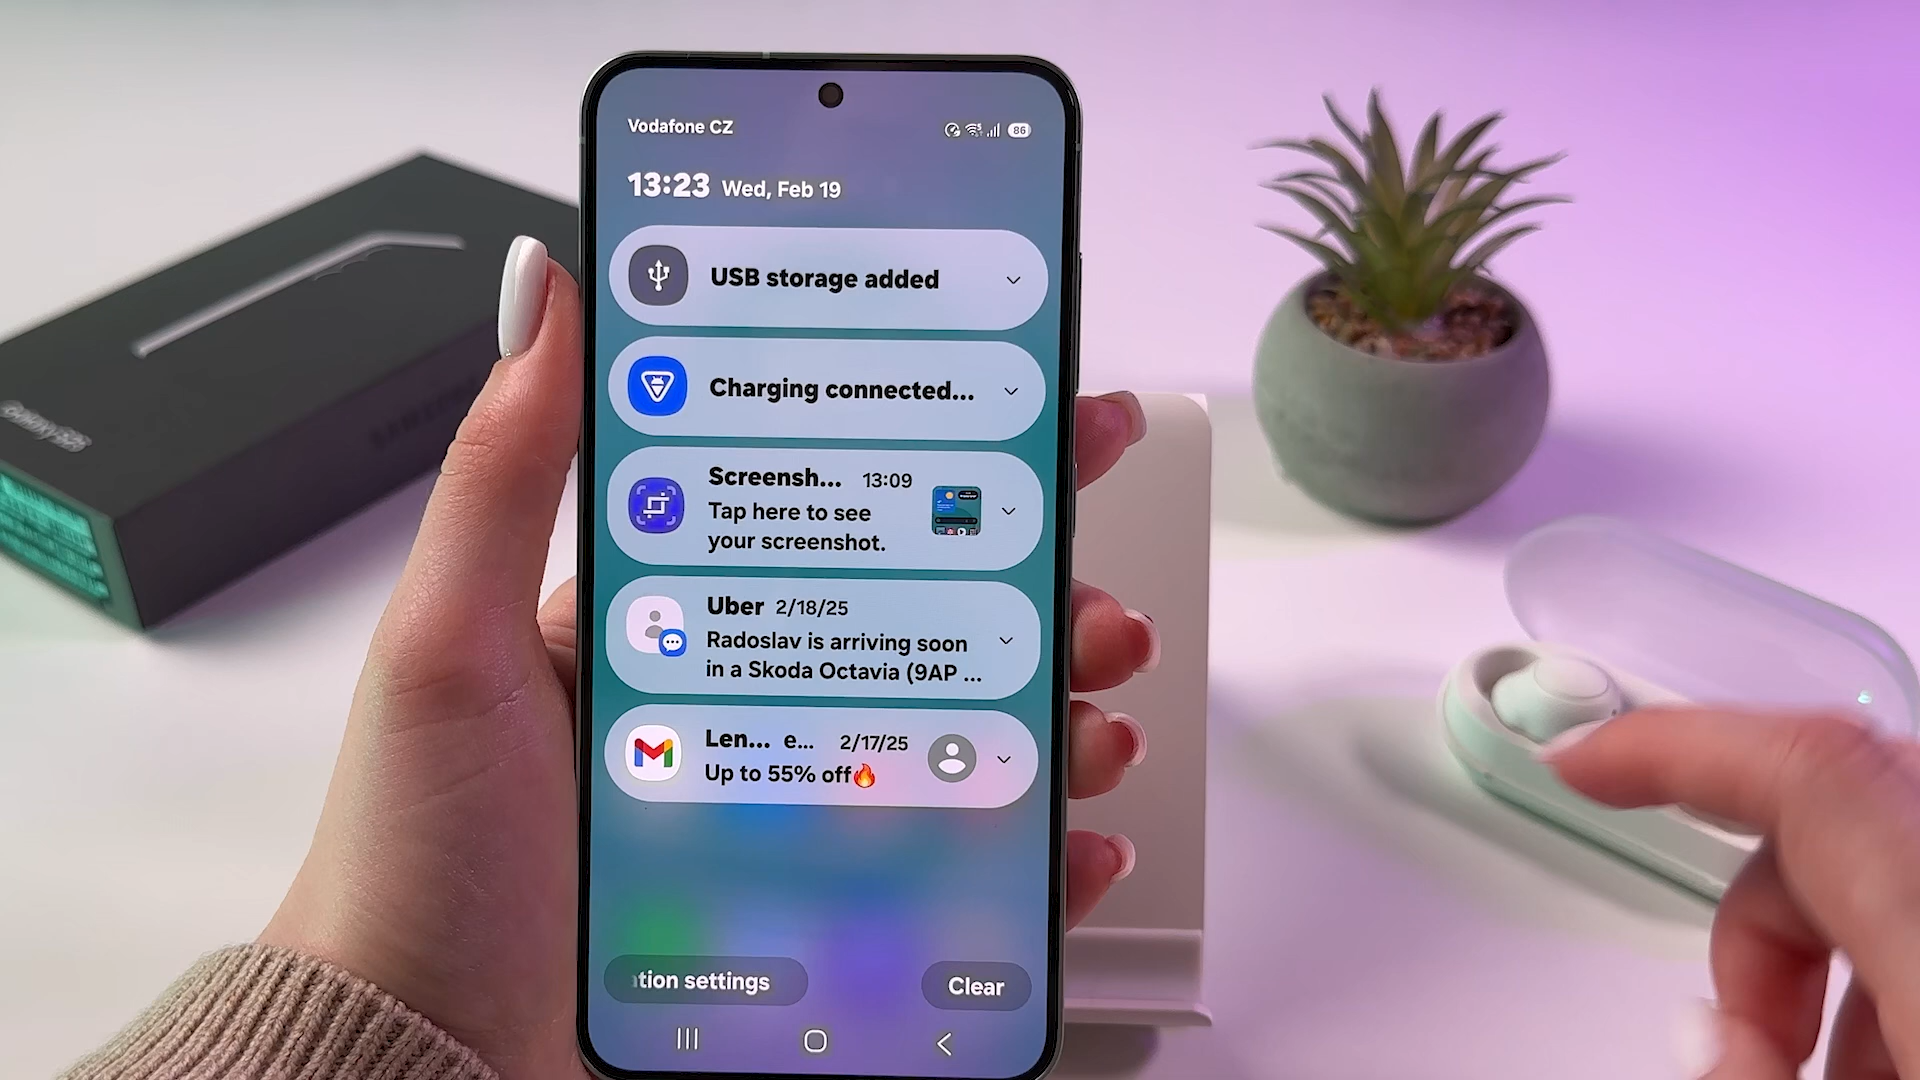 Vodafone CZ
86
13:23 Wed, Feb 19
USB storage added
Charging connected...
Screensh... 13:09
Tap here to see
your screenshot.
Uber 2/18/25
Radoslav is arriving soon
in a Skoda Octavia (9AP ...
Len... e... 2/17/25
Up to 55% off🔥
tion settings
Clear